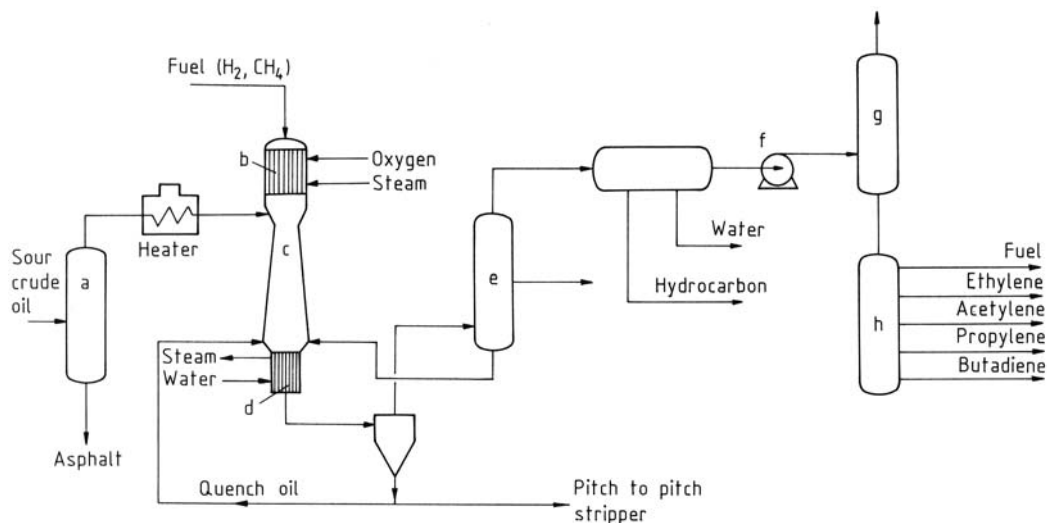 Fuel (H₂, CH₄)
b
Oxygen
Steam
Heater
Sour
crude
oil
a
Asphalt
c
Steam
Water
d
Quench oil
Pitch to pitch
stripper
e
Water
Hydrocarbon
f
g
h
Fuel
Ethylene
Acetylene
Propylene
Butadiene